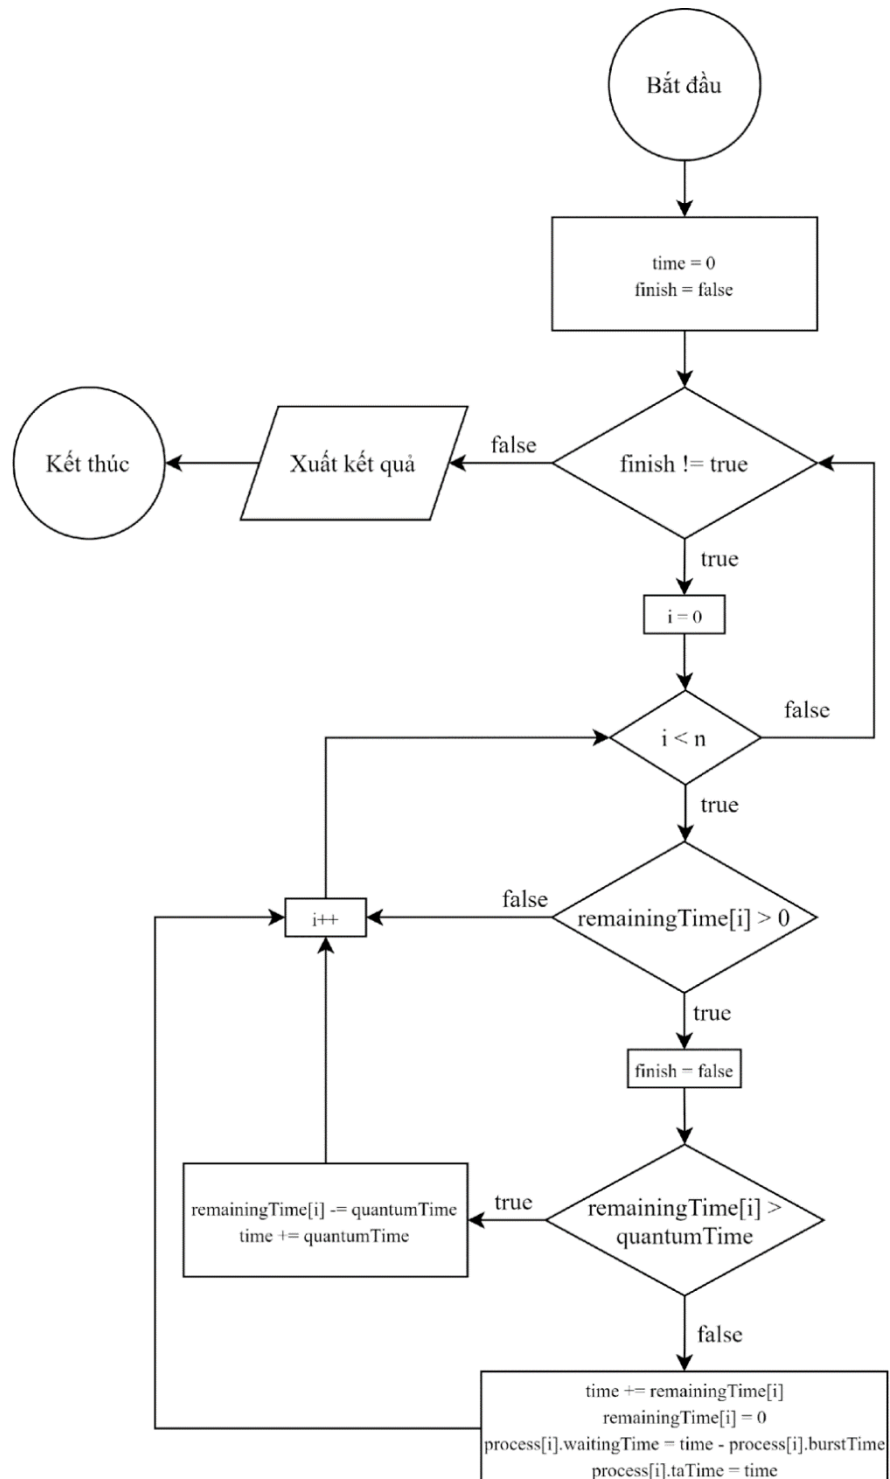 Bắt đầu
time = 0
finish = false
finish != true
false
Xuất kết quả
Kết thúc
true
i = 0
i < n
false
true
remainingTime[i] > 0
false
i++
true
finish = false
remainingTime[i] >
quantumTime
true
remainingTime[i] -= quantumTime
time += quantumTime
false
time += remainingTime[i]
remainingTime[i] = 0
process[i].waitingTime = time - process[i].burstTime
process[i].taTime = time